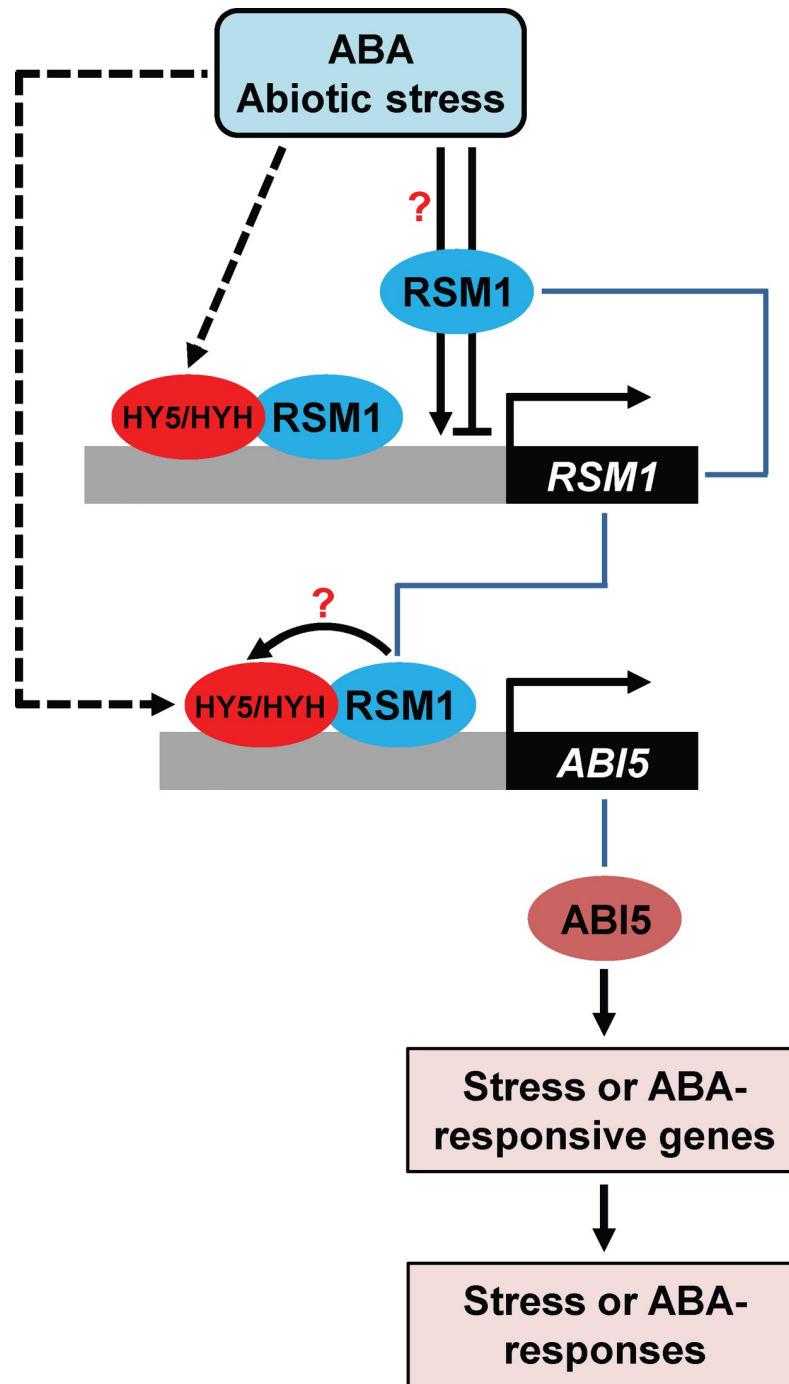 ABA
Abiotic stress
?
RSM1
HY5/HYH
RSM1
RSM1
?
HY5/HYH
RSM1
ABI5
ABI5
Stress or ABA-
responsive genes
Stress or ABA-
responses